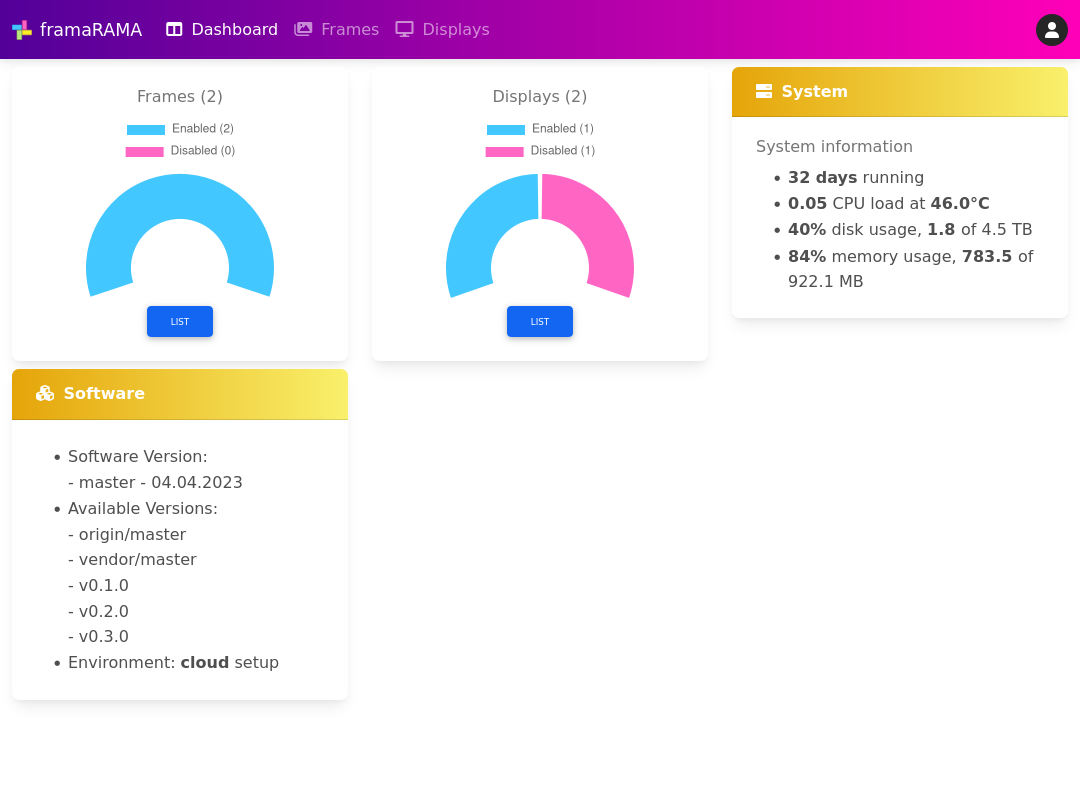 framaRAMA Dashboard Frames Displays
Frames (2)
Enabled (2)
Disabled (0)
LIST
Displays (2)
Enabled (1)
Disabled (1)
LIST
System
System information
• 32 days running
• 0.05 CPU load at 46.0°C
• 40% disk usage, 1.8 of 4.5 TB
• 84% memory usage, 783.5 of
922.1 MB
Software
• Software Version:
- master - 04.04.2023
• Available Versions:
- origin/master
- vendor/master
- v0.1.0
- v0.2.0
- v0.3.0
• Environment: cloud setup